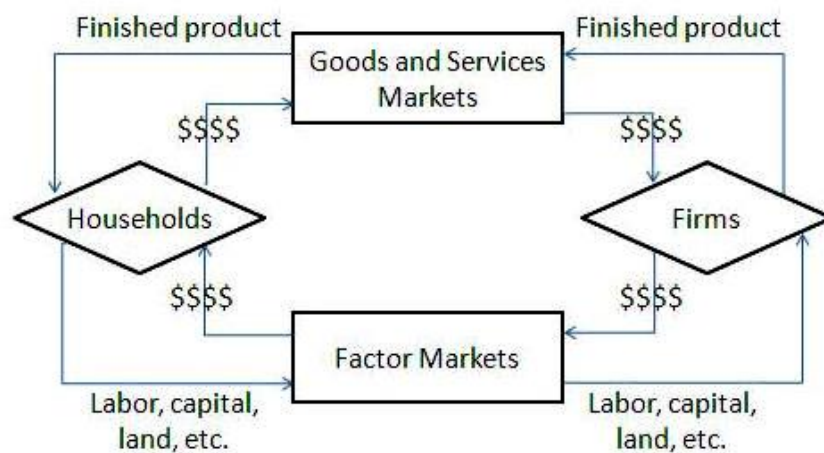 Finished product
Finished product
Goods and Services
Markets
$$$$
$$$$
Households
Firms
$$$$
$$$$
Factor Markets
Labor, capital,
land, etc.
Labor, capital,
land, etc.